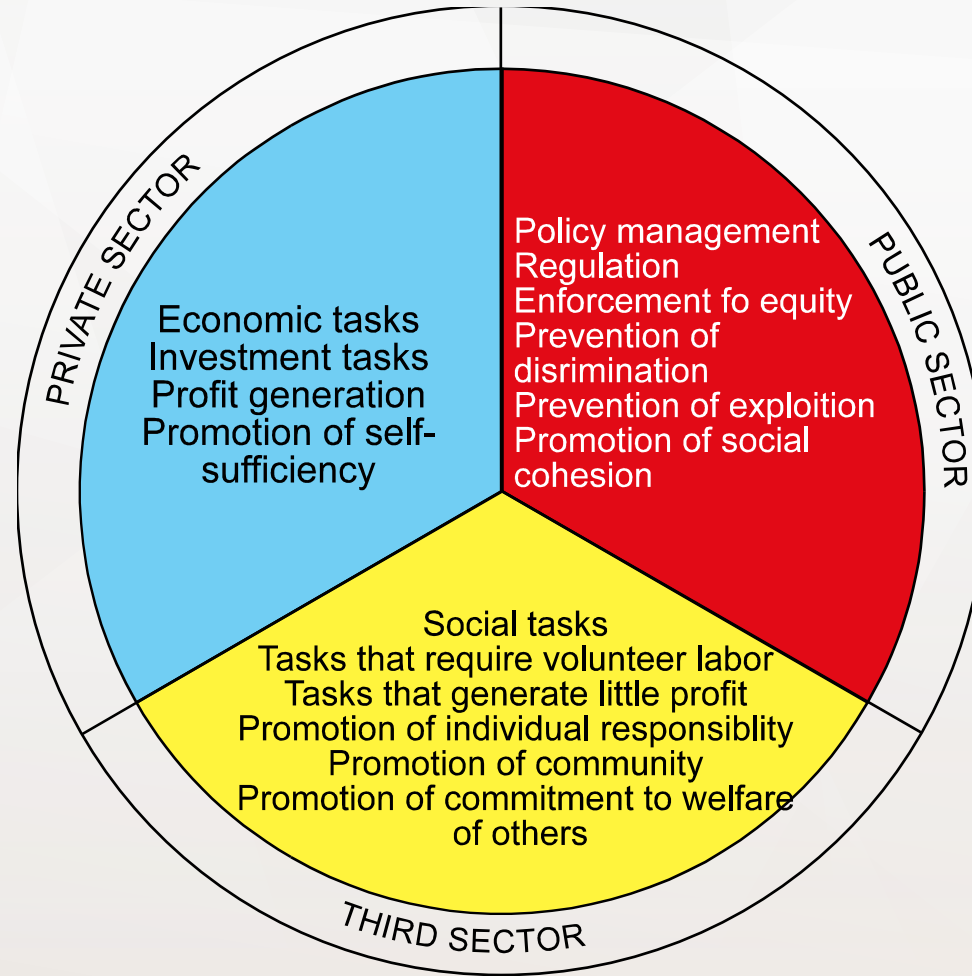 PRIVATE SECTOR
Economic tasks
Investment tasks
Profit generation
Promotion of self-
sufficiency
PUBLIC SECTOR
Policy management
Regulation
Enforcement fo equity
Prevention of
disrimination
Prevention of exploition
Promotion of social
cohesion
Social tasks
Tasks that require volunteer labor
Tasks that generate little profit
Promotion of individual responsiblity
Promotion of community
Promotion of commitment to welfare
of others
THIRD SECTOR